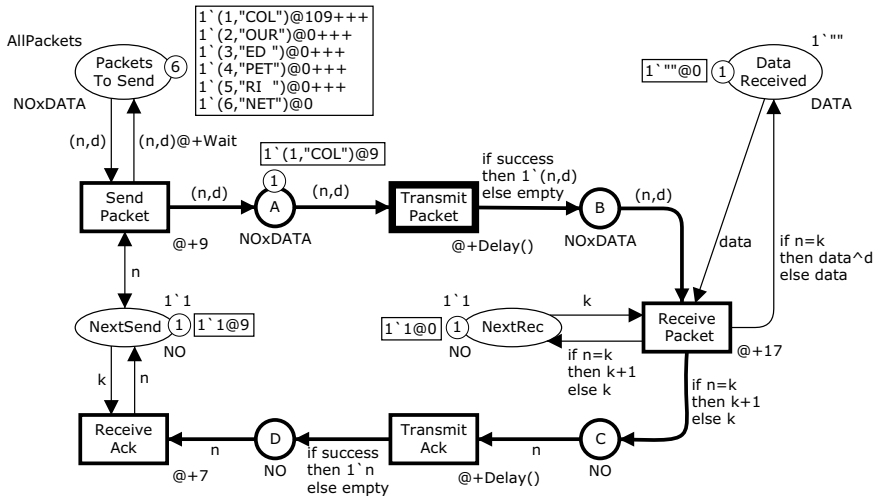 AllPackets
Packets
To Send
6
NOxDATA
1`(1,"COL")@109+++
1`(2,"OUR")@0+++
1`(3,"ED ")@0+++
1`(4,"PET")@0+++
1`(5,"RI  ")@0+++
1`(6,"NET")@0
1`""
1`""@0
1
Data
Received
DATA
(n,d)
(n,d)@+Wait
1`(1,"COL")@9
1
Send
Packet
@+9
(n,d)
A
NOxDATA
(n,d)
Transmit
Packet
@+Delay()
if success
then 1`(n,d)
else empty
B
NOxDATA
(n,d)
data
if n=k
then data^d
else data
n
1`1
NextSend
1
1`1@9
NO
1`1
1`1@0
1
NextRec
NO
k
if n=k
then k+1
else k
Receive
Packet
@+17
k
n
if n=k
then k+1
else k
Receive
Ack
@+7
n
D
NO
if success
then 1`n
else empty
Transmit
Ack
@+Delay()
n
C
NO